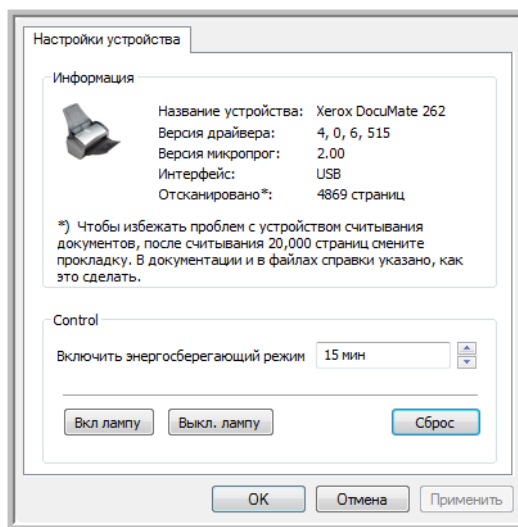 Настройки устройства
Информация
Название устройства: Xerox DocuMate 262
Версия драйвера: 4, 0, 6, 515
Версия микропрог: 2.00
Интерфейс: USB
Отсканировано*: 4869 страниц
*) Чтобы избежать проблем с устройством считывания
документов, после считывания 20,000 страниц смените
прокладку. В документации и в файлах справки указано, как
это сделать.
Control
Включить энергосберегающий режим 15 мин
Вкл лампу Выкл. лампу Сброс
OK Отмена Применить